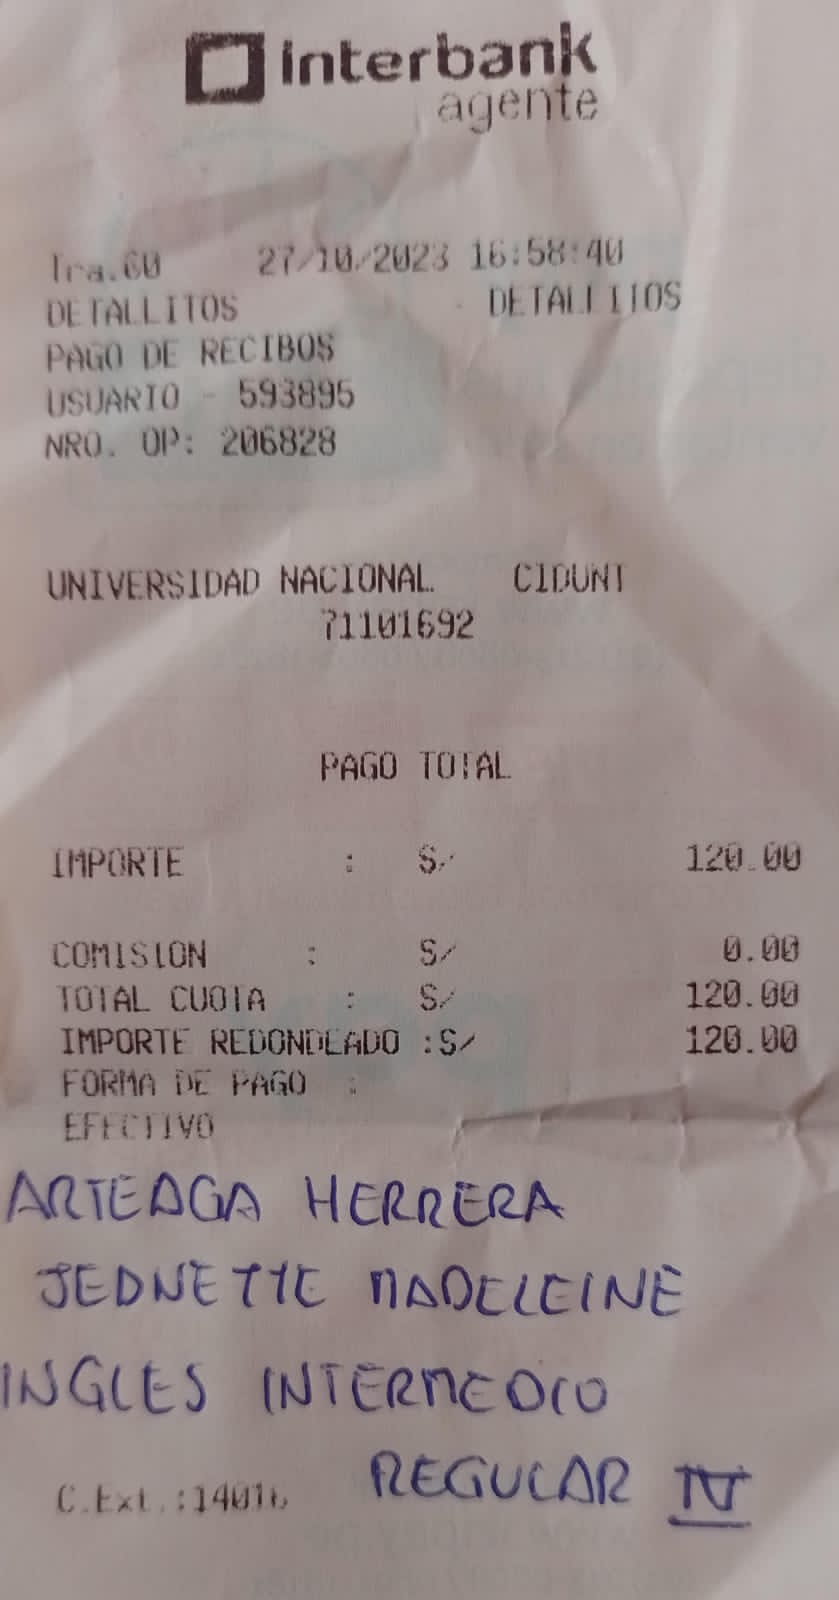 interbank
agente
Tra.60 27/10/2023 16:58:40
DETALLITOS DETALLITOS
PAGO DE RECIBOS
USUARIO - 593895
NRO. OP: 206828
UNIVERSIDAD NACIONAL CIDUNT
71101692
PAGO TOTAL
IMPORTE : S/ 120.00
COMISION : S/ 0.00
TOTAL CUOTA : S/ 120.00
IMPORTE REDONDEADO :S/ 120.00
FORMA DE PAGO :
EFECTIVO
ARTEAGA HERRERA
JEANETTE MADELEINE
INGLES INTERMEDIO
REGULAR IV
C.Ext.:14016